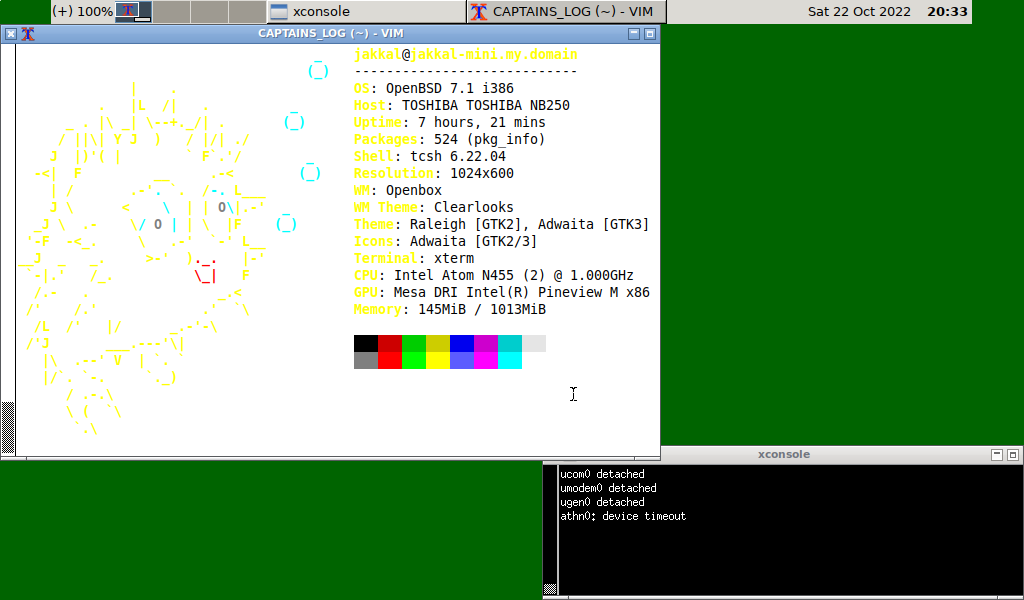 (+) 100%
xconsole
CAPTAINS_LOG (~) - VIM
Sat 22 Oct 2022 20:33
CAPTAINS_LOG (~) - VIM
jakkal@jakkal-mini.my.domain
----------------------------
OS: OpenBSD 7.1 i386
Host: TOSHIBA TOSHIBA NB250
Uptime: 7 hours, 21 mins
Packages: 524 (pkg_info)
Shell: tcsh 6.22.04
Resolution: 1024x600
WM: Openbox
WM Theme: Clearlooks
Theme: Raleigh [GTK2], Adwaita [GTK3]
Icons: Adwaita [GTK2/3]
Terminal: xterm
CPU: Intel Atom N455 (2) @ 1.000GHz
GPU: Mesa DRI Intel(R) Pineview M x86
Memory: 145MiB / 1013MiB
xconsole
ucom0 detached
umodem0 detached
ugen0 detached
athn0: device timeout